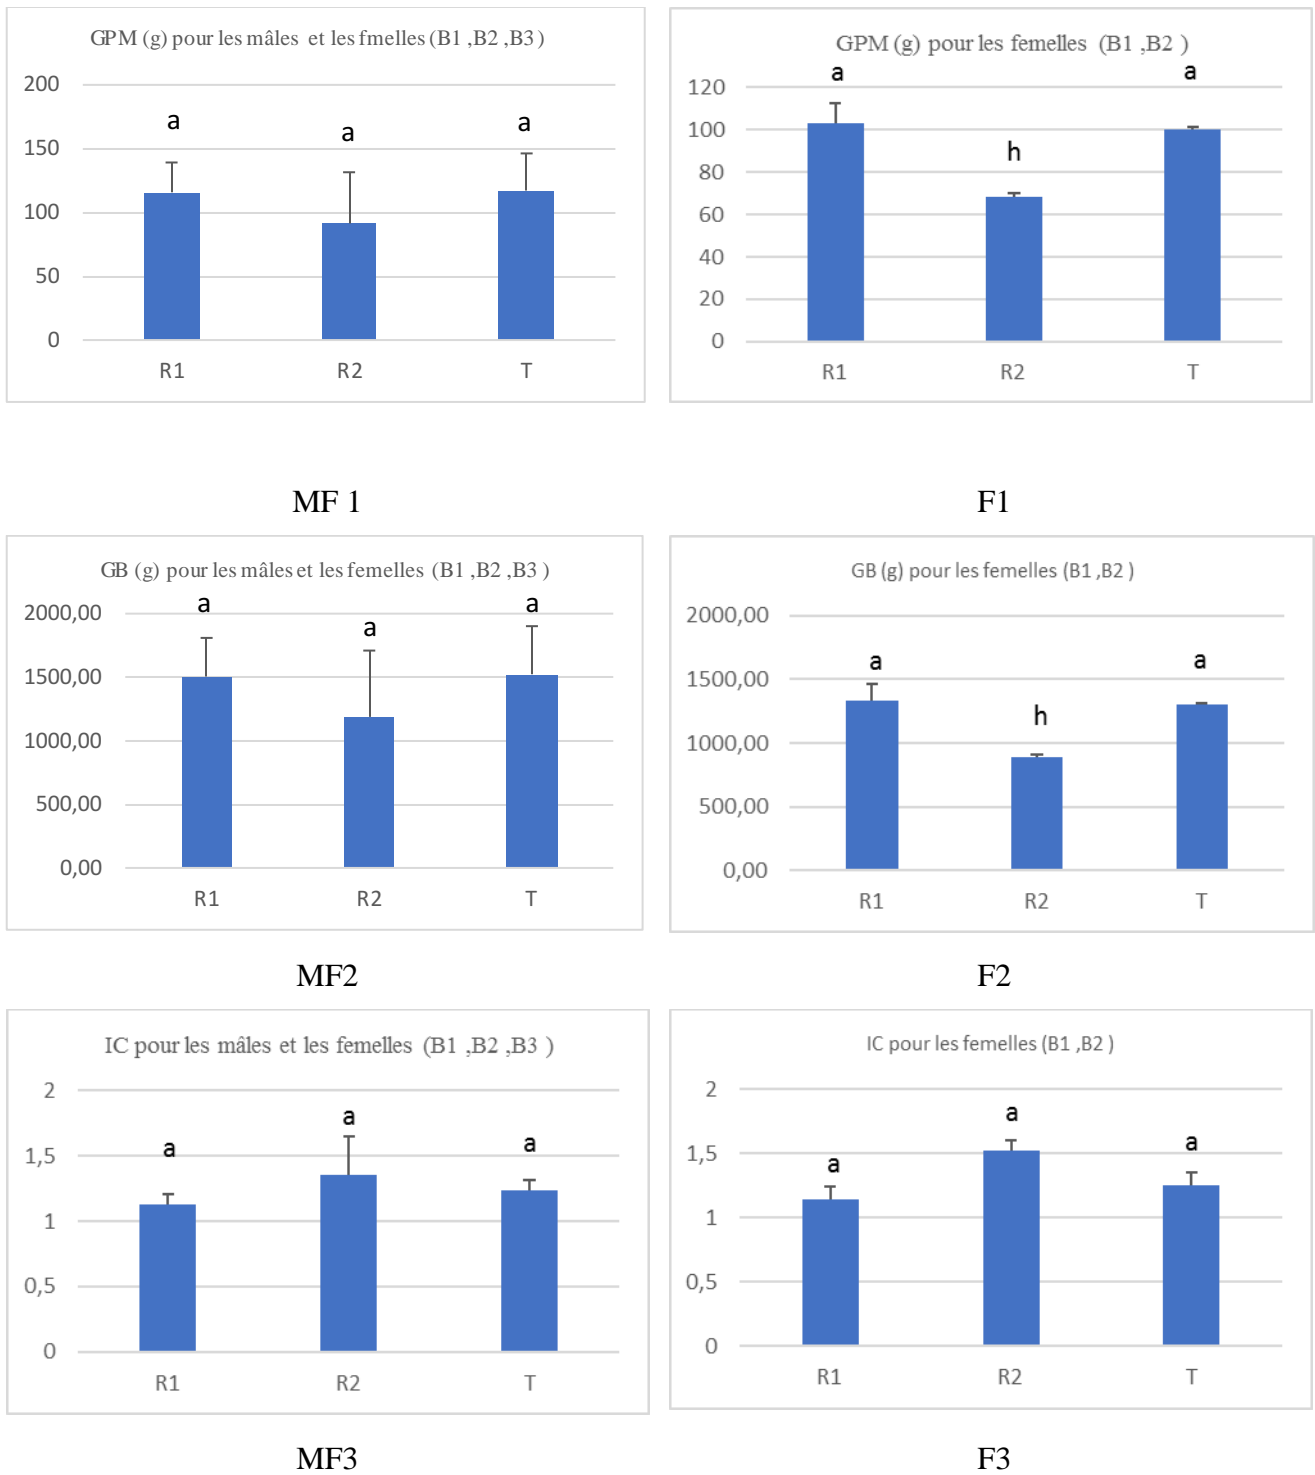 GPM (g) pour les mâles et les fmelles (B1 ,B2 ,B3 )
200
150
100
50
0
a
a
a
R1
R2
T
MF 1
GPM (g) pour les femelles (B1 ,B2 )
120
100
80
60
40
20
0
a
h
a
R1
R2
T
F1
GB (g) pour les mâles et les femelles (B1 ,B2 ,B3 )
2000,00
1500,00
1000,00
500,00
0,00
a
a
a
R1
R2
T
MF2
GB (g) pour les femelles (B1 ,B2 )
2000,00
1500,00
1000,00
500,00
0,00
a
h
a
R1
R2
T
F2
IC pour les mâles et les femelles (B1 ,B2 ,B3 )
2
1,5
1
0,5
0
a
a
a
R1
R2
T
MF3
IC pour les femelles (B1 ,B2 )
2
1,5
1
0,5
0
a
a
a
R1
R2
T
F3